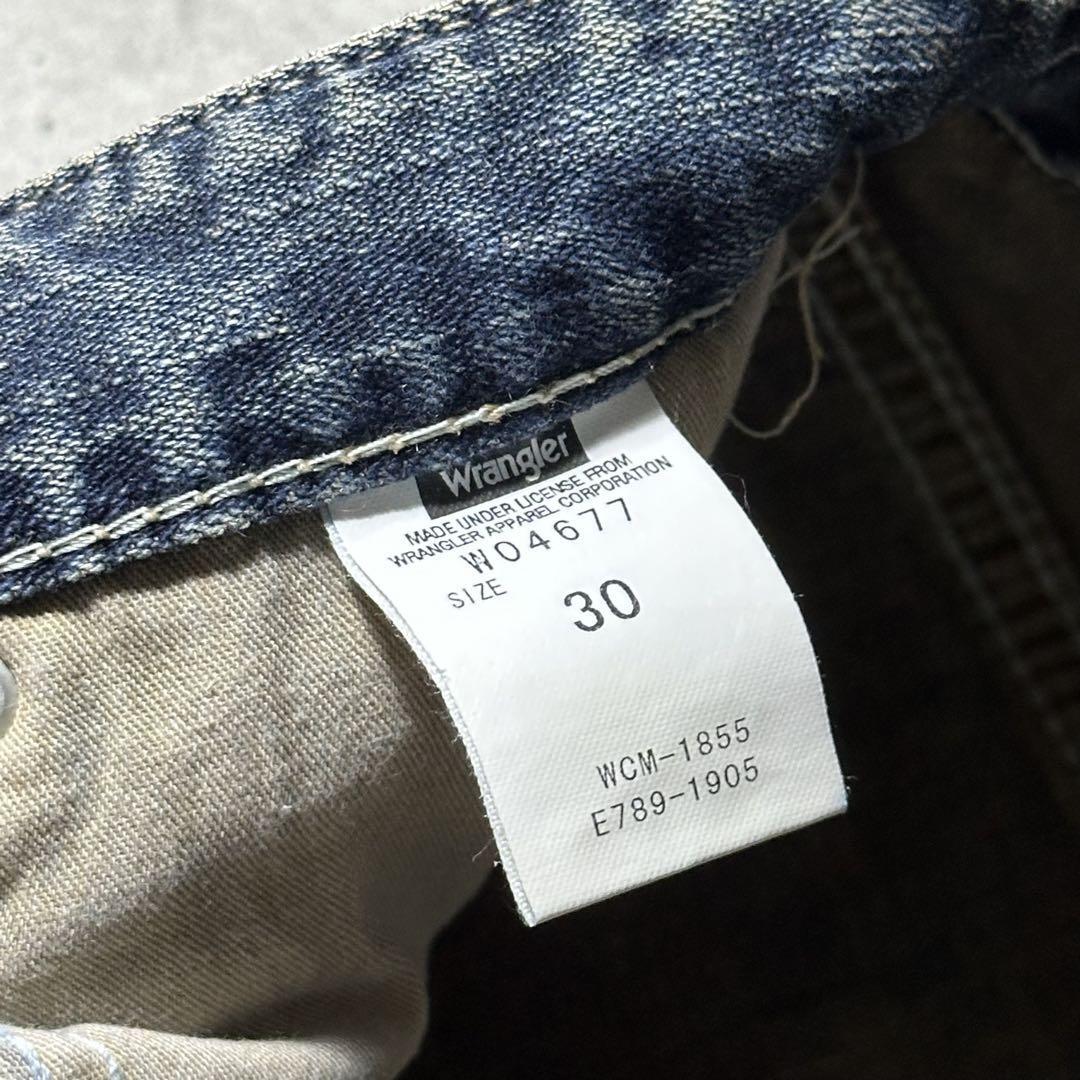 Wrangler
MADE UNDER LICENSE FROM
WRANGLER APPAREL CORPORATION
W04677
SIZE
30
WCM-1855
E789-1905